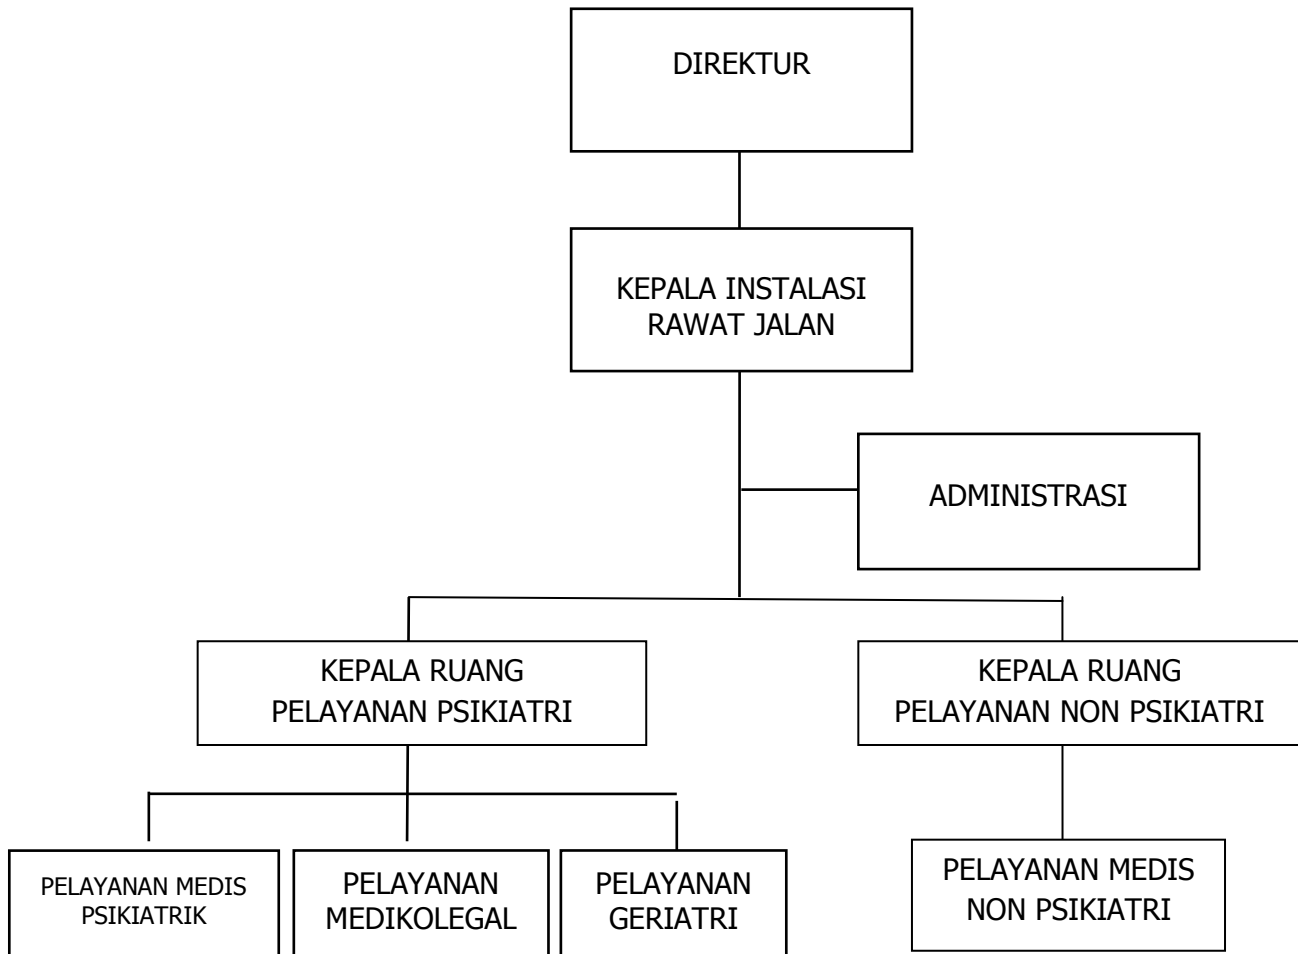 DIREKTUR
KEPALA INSTALASI
RAWAT JALAN
ADMINISTRASI
KEPALA RUANG
PELAYANAN PSIKIATRI
KEPALA RUANG
PELAYANAN NON PSIKIATRI
PELAYANAN MEDIS
PSIKIATRIK
PELAYANAN
MEDIKOLEGAL
PELAYANAN
GERIATRI
PELAYANAN MEDIS
NON PSIKIATRI